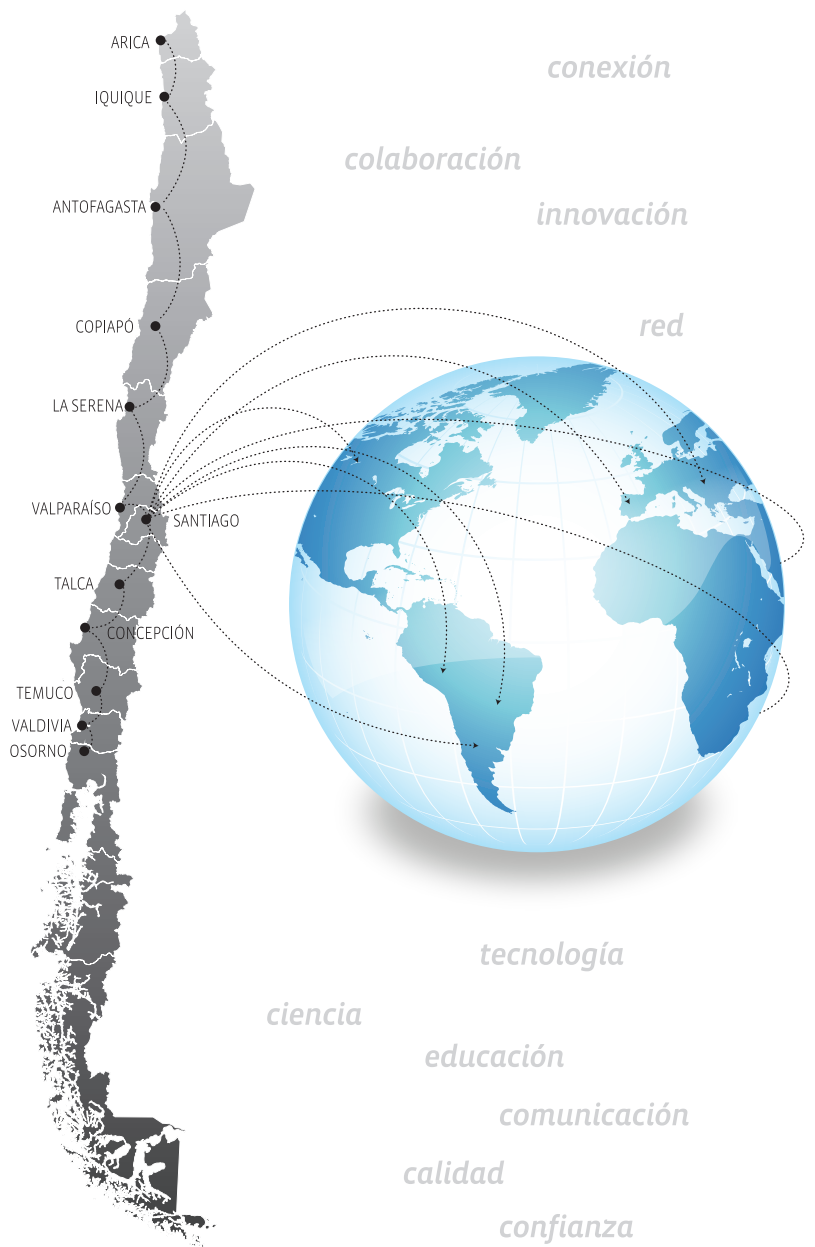 ARICA
conexión
IQUIQUE
colaboración
ANTOFAGASTA
innovación
COPIAPÓ
red
LA SERENA
VALPARAÍSO
SANTIAGO
TALCA
CONCEPCIÓN
TEMUCO
VALDIVIA
OSORNO
tecnología
ciencia
educación
comunicación
calidad
confianza